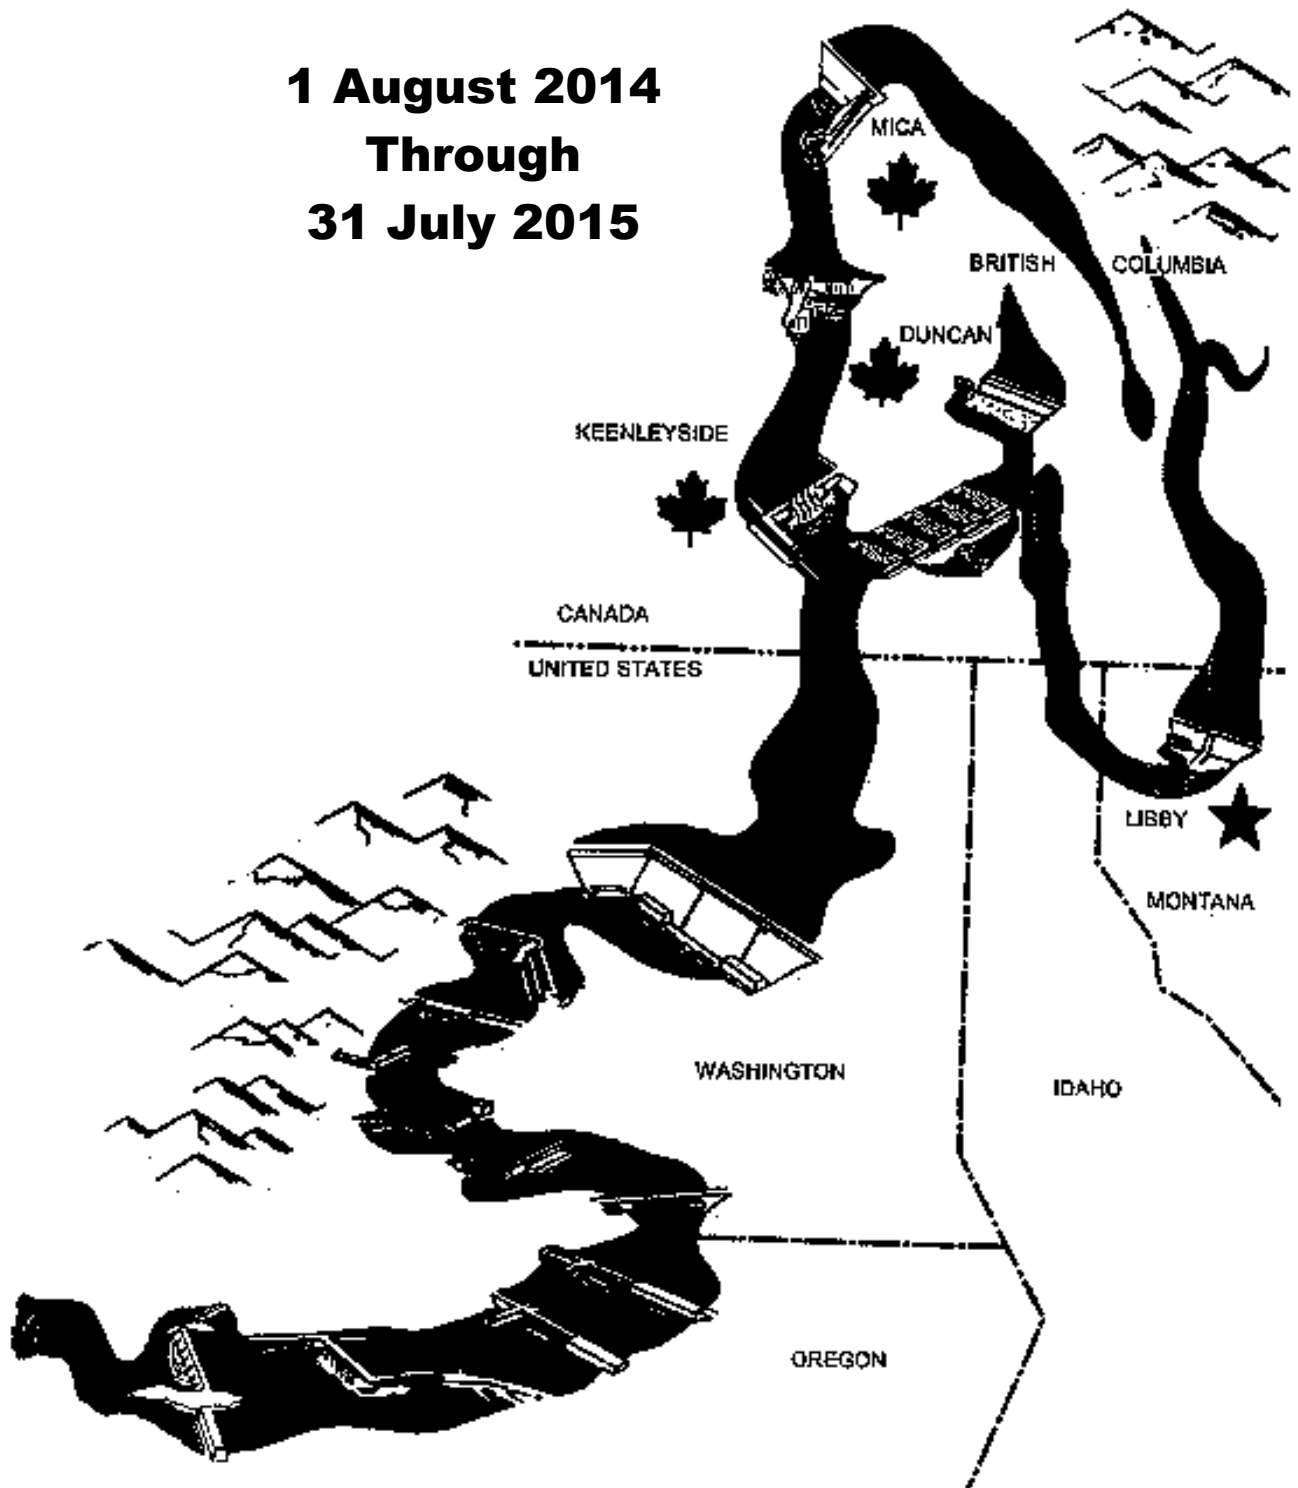 1 August 2014
Through
31 July 2015
MICA
BRITISH COLUMBIA
DUNCAN
KEENLEYSIDE
CANADA
UNITED STATES
LIBBY
MONTANA
WASHINGTON
IDAHO
OREGON